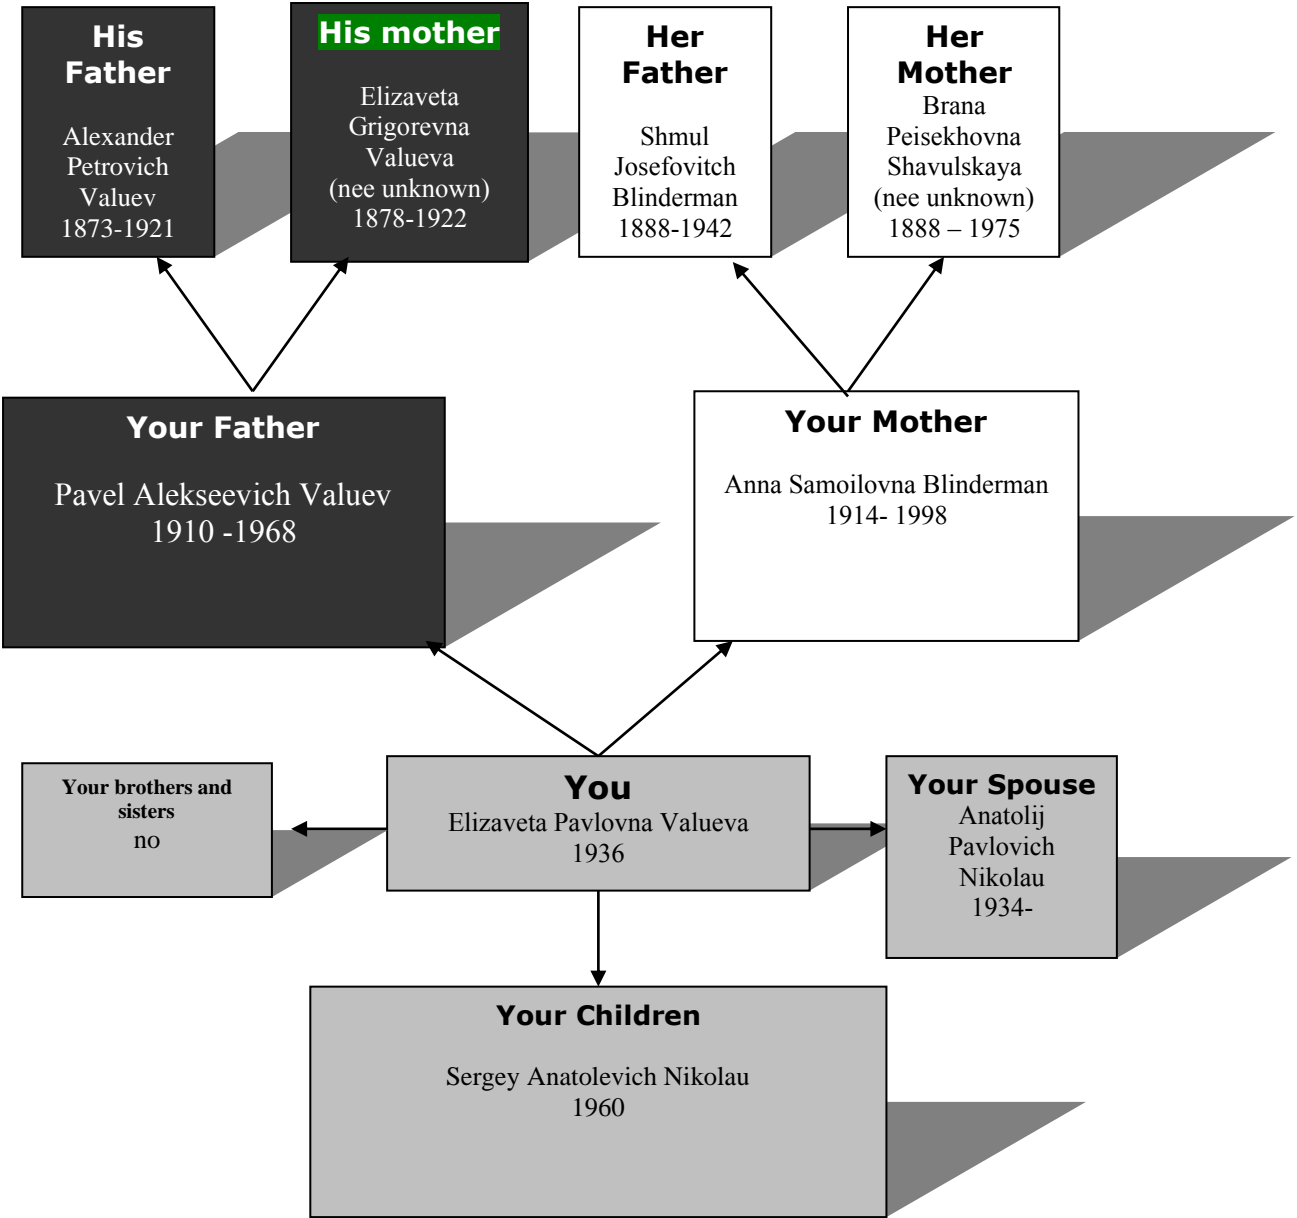 His
Father
Alexander
Petrovich
Valuev
1873-1921
His mother
Elizaveta
Grigorevna
Valueva
(nee unknown)
1878-1922
Her
Father
Shmul
Josefovitch
Blinderman
1888-1942
Her
Mother
Brana
Peisekhovna
Shavulskaya
(nee unknown)
1888 – 1975
Your Father
Pavel Alekseevich Valuev
1910 -1968
Your Mother
Anna Samoilovna Blinderman
1914- 1998
Your brothers and
sisters
no
You
Elizaveta Pavlovna Valueva
1936
Your Spouse
Anatolij
Pavlovich
Nikolau
1934-
Your Children
Sergey Anatolevich Nikolau
1960